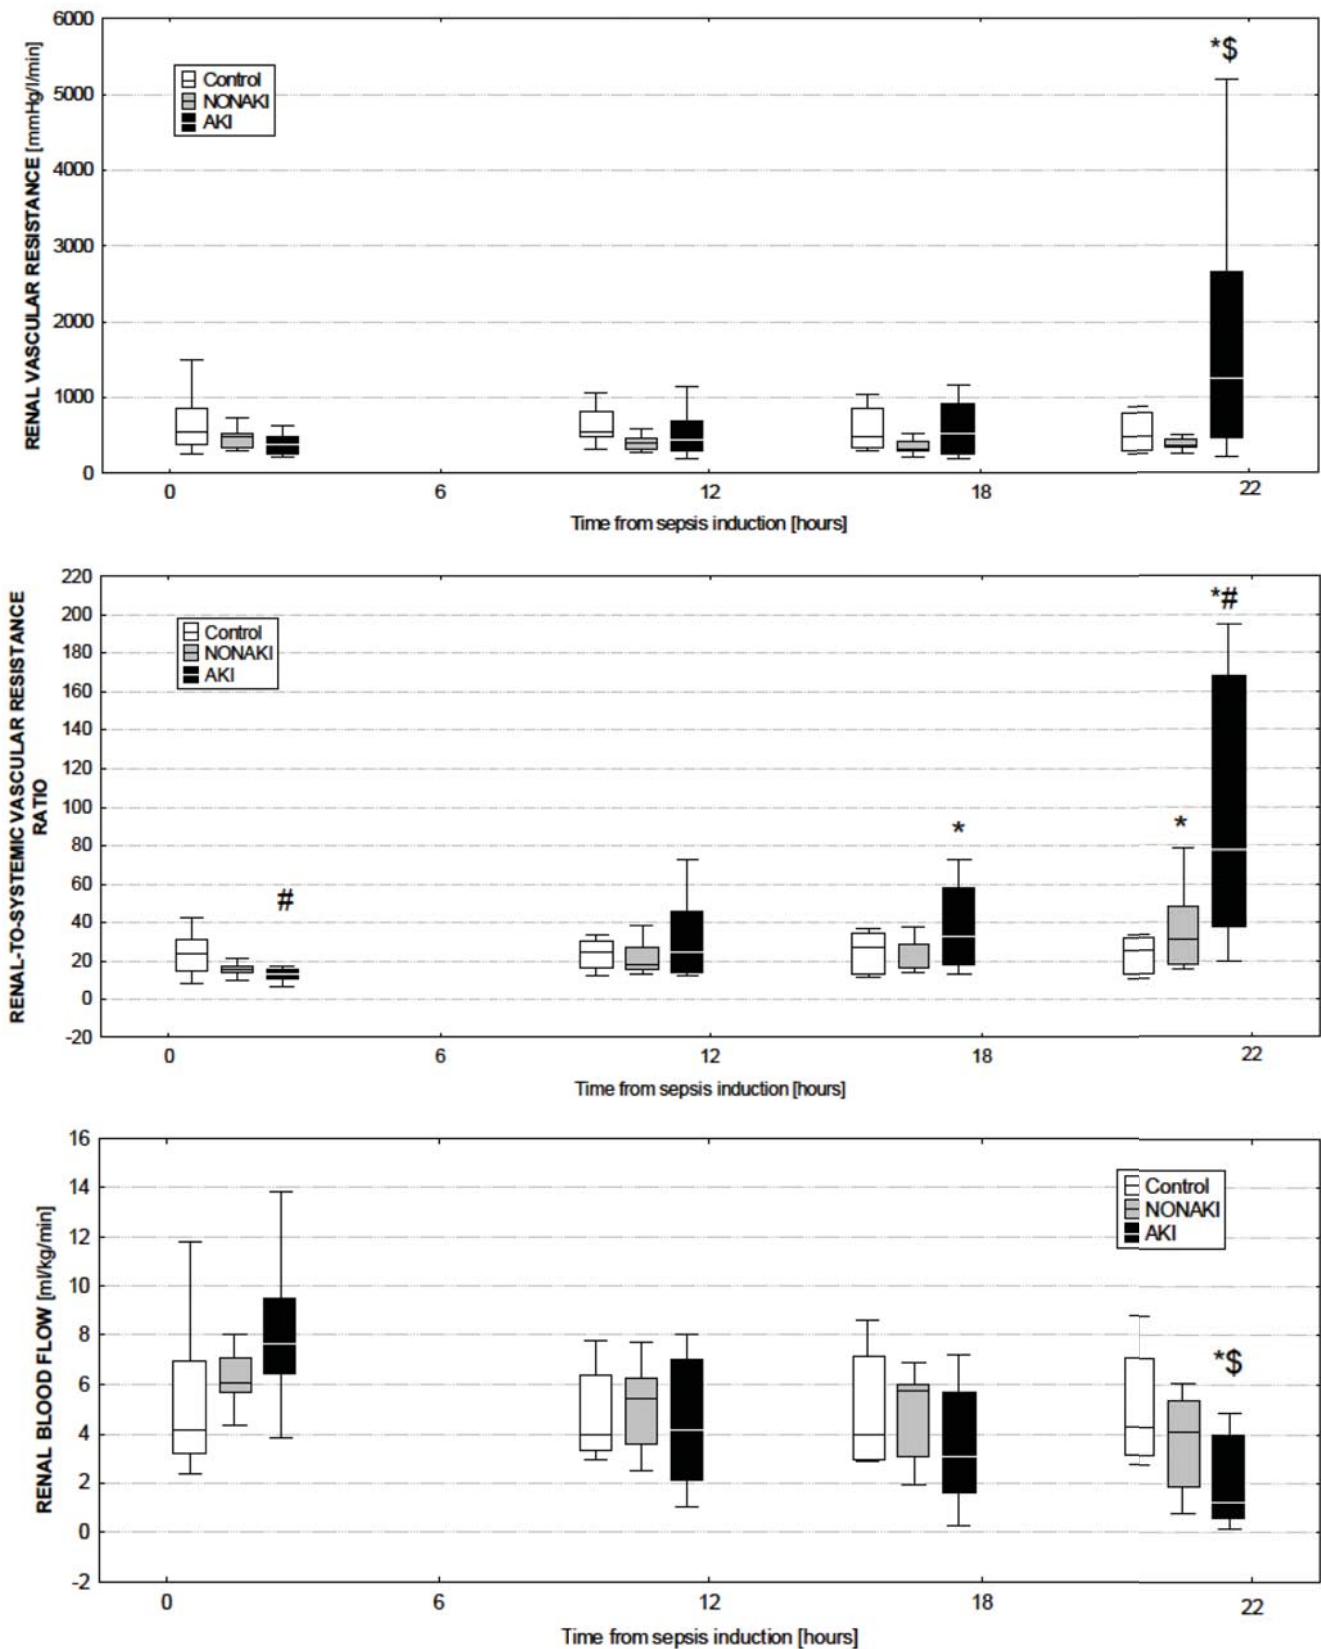 6000
*$
Control
NONAKI
AKI
5000
4000
3000
2000
1000
0
RENAL VASCULAR RESISTANCE [mmHg/l/min]
0 6 12 18 22
Time from sepsis induction [hours]
220
200
*#
Control
NONAKI
AKI
180
160
140
120
100
80
*
*
60
#
40
20
0
-20
RENAL-TO-SYSTEMIC VASCULAR RESISTANCE
RATIO
0 6 12 18 22
Time from sepsis induction [hours]
16
14
Control
NONAKI
AKI
12
10
8
*$
6
4
2
0
-2
RENAL BLOOD FLOW [ml/kg/min]
0 6 12 18 22
Time from sepsis induction [hours]